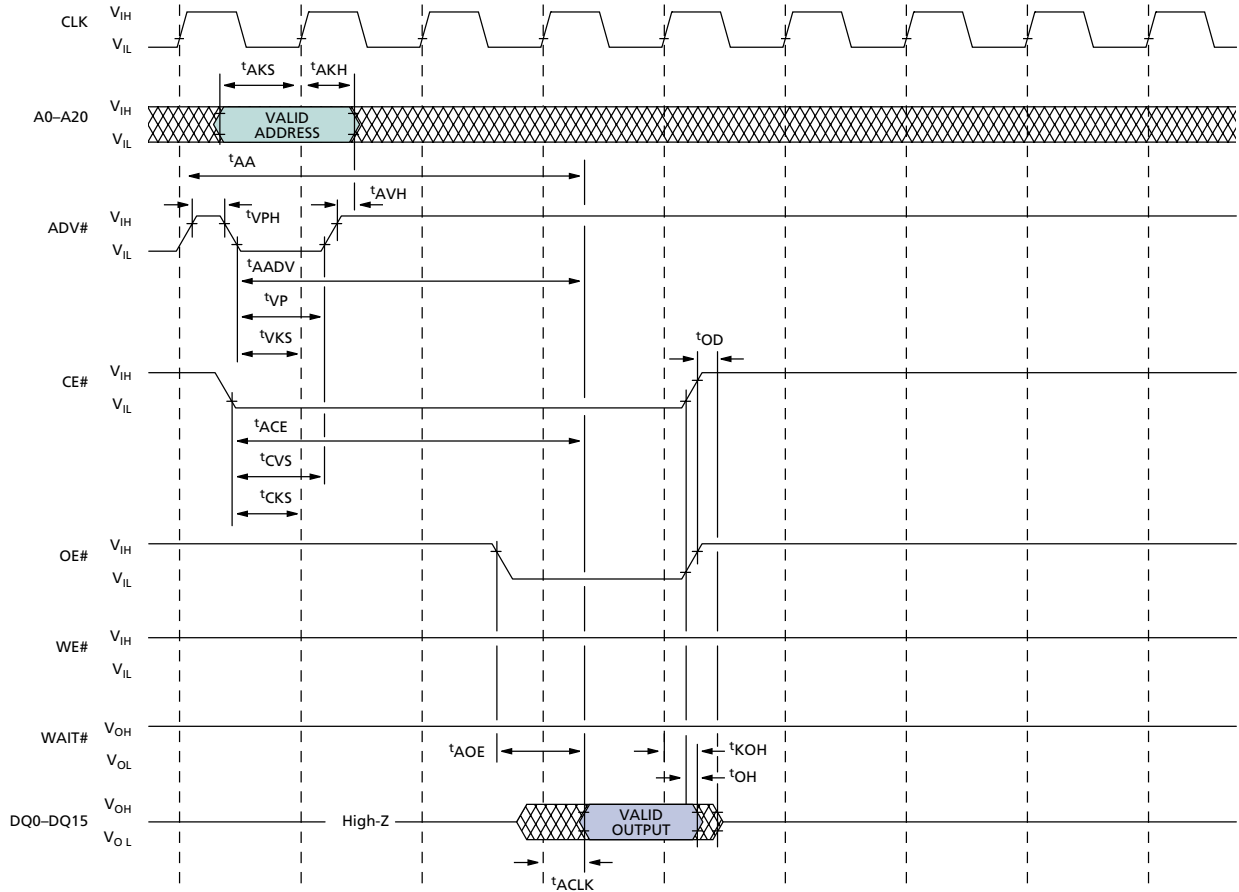 CLK
VIH
VIL
tAKS
tAKH
A0–A20
VIH
VIL
VALID
ADDRESS
tAA
tAVH
ADV#
VIH
VIL
tVPH
tAADV
tVP
tVKS
tOD
CE#
VIH
VIL
tACE
tCVS
tCKS
OE#
VIH
VIL
WE#
VIH
VIL
WAIT#
VOH
VOL
tAOE
tKOH
tOH
DQ0–DQ15
VOH
VO L
High-Z
VALID
OUTPUT
tACLK